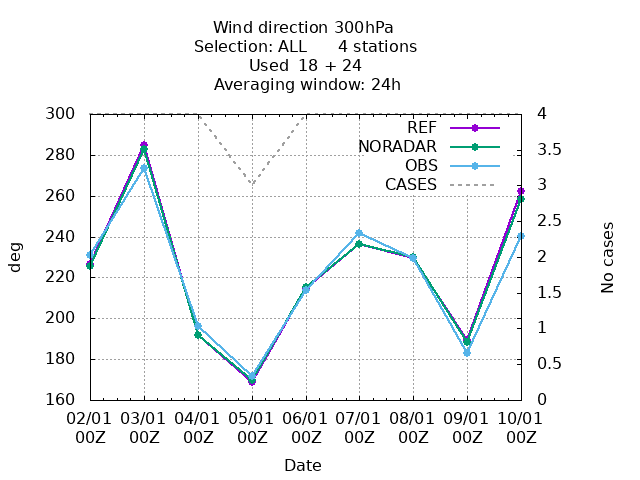 Wind direction 300hPa
Selection: ALL 4 stations
Used 18 + 24
Averaging window: 24h
300
280
260
240
220
200
180
160
deg
4
3.5
3
2.5
2
1.5
1
0.5
0
No cases
REF
NORADAR
OBS
CASES
02/01 03/01 04/01 05/01 06/01 07/01 08/01 09/01 10/01
00Z 00Z 00Z 00Z 00Z 00Z 00Z 00Z 00Z
Date